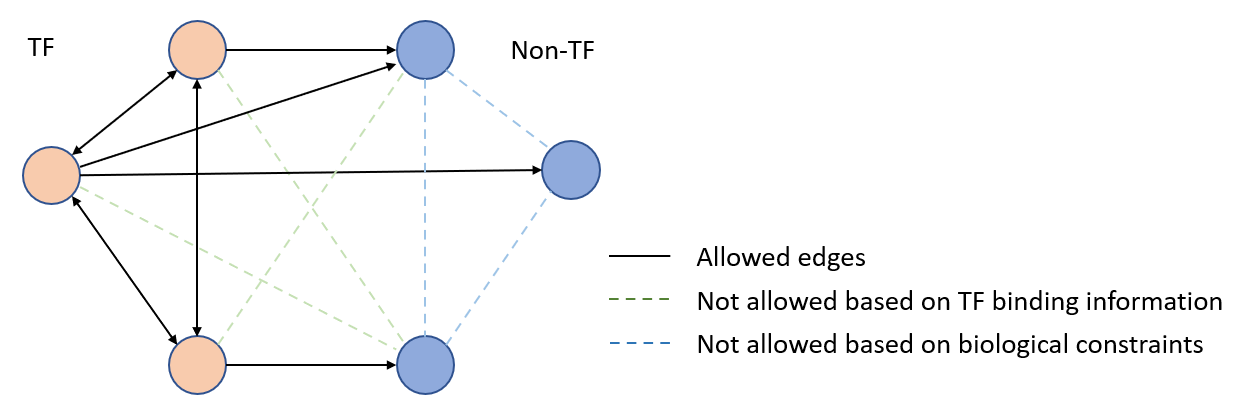 TF
Non-TF
Allowed edges
Not allowed based on TF binding information
Not allowed based on biological constraints